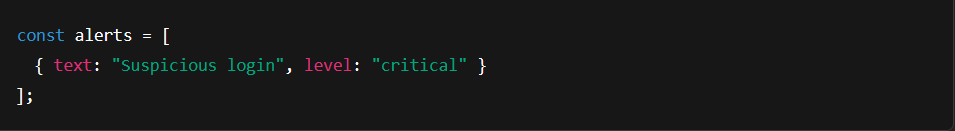 const alerts = [
  { text: "Suspicious login", level: "critical" }
];